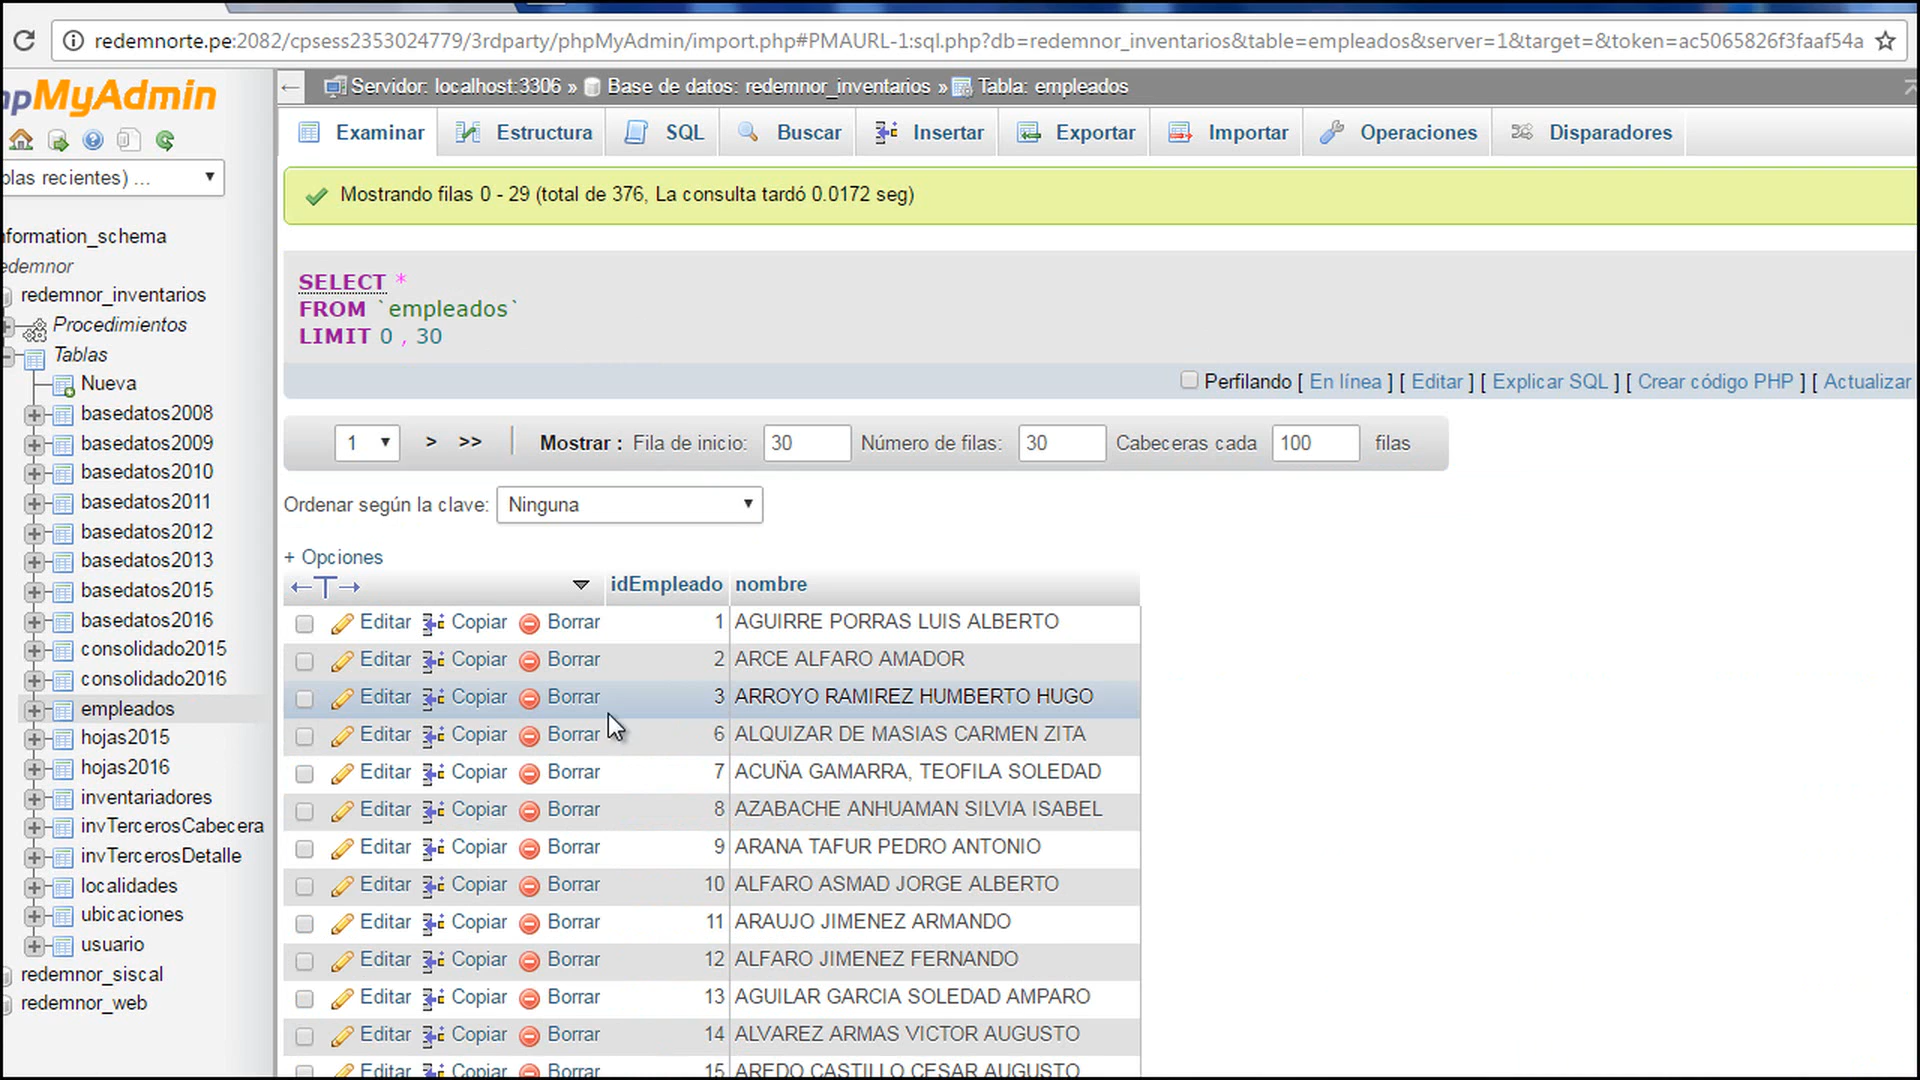 redemnorte.pe:2082/cpsess2353024779/3rdparty/phpMyAdmin/import.php#PMAURL-1:sql.php?db=redemnor_inventarios&table=empleados&server=1&target=&token=ac5065826f3faaf54a
MyAdmin
Servidor: localhost:3306 » Base de datos: redemnor_inventarios » Tabla: empleados
Examinar Estructura SQL Buscar Insertar Exportar Importar Operaciones Disparadores
recientes) ...
Mostrando filas 0 - 29 (total de 376, La consulta tardó 0.0172 seg)
SELECT *
FROM `empleados`
LIMIT 0 , 30
Perfilando [ En línea ] [ Editar ] [ Explicar SQL ] [ Crear código PHP ] [ Actualizar
1 > >> Mostrar : Fila de inicio: 30 Número de filas: 30 Cabeceras cada 100 filas
Ordenar según la clave: Ninguna
+ Opciones
idEmpleado nombre
Editar Copiar Borrar 1 AGUIRRE PORRAS LUIS ALBERTO
Editar Copiar Borrar 2 ARCE ALFARO AMADOR
Editar Copiar Borrar 3 ARROYO RAMIREZ HUMBERTO HUGO
Editar Copiar Borrar 6 ALQUIZAR DE MASIAS CARMEN ZITA
Editar Copiar Borrar 7 ACUÑA GAMARRA, TEOFILA SOLEDAD
Editar Copiar Borrar 8 AZABACHE ANHUAMAN SILVIA ISABEL
Editar Copiar Borrar 9 ARANA TAFUR PEDRO ANTONIO
Editar Copiar Borrar 10 ALFARO ASMAD JORGE ALBERTO
Editar Copiar Borrar 11 ARAUJO JIMENEZ ARMANDO
Editar Copiar Borrar 12 ALFARO JIMENEZ FERNANDO
Editar Copiar Borrar 13 AGUILAR GARCIA SOLEDAD AMPARO
Editar Copiar Borrar 14 ALVAREZ ARMAS VICTOR AUGUSTO
Editar Copiar Borrar 15 AREDO CASTILLO CESAR AUGUSTO
nformation_schema
edemnor
redemnor_inventarios
Procedimientos
Tablas
Nueva
basedatos2008
basedatos2009
basedatos2010
basedatos2011
basedatos2012
basedatos2013
basedatos2015
basedatos2016
consolidado2015
consolidado2016
empleados
hojas2015
hojas2016
inventariadores
invTercerosCabecera
invTercerosDetalle
localidades
ubicaciones
usuario
redemnor_siscal
redemnor_web